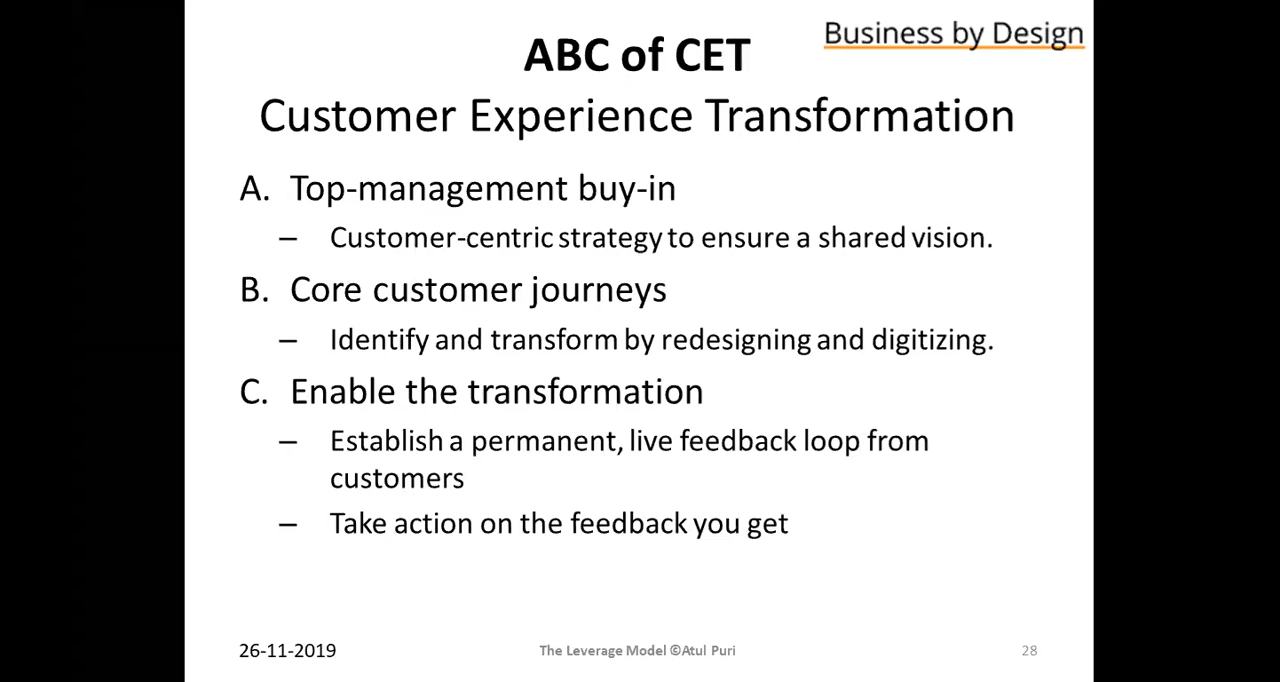 Business by Design
ABC of CET
Customer Experience Transformation
A. Top-management buy-in
– Customer-centric strategy to ensure a shared vision.
B. Core customer journeys
– Identify and transform by redesigning and digitizing.
C. Enable the transformation
– Establish a permanent, live feedback loop from
customers
– Take action on the feedback you get
26-11-2019
The Leverage Model ©Atul Puri
28